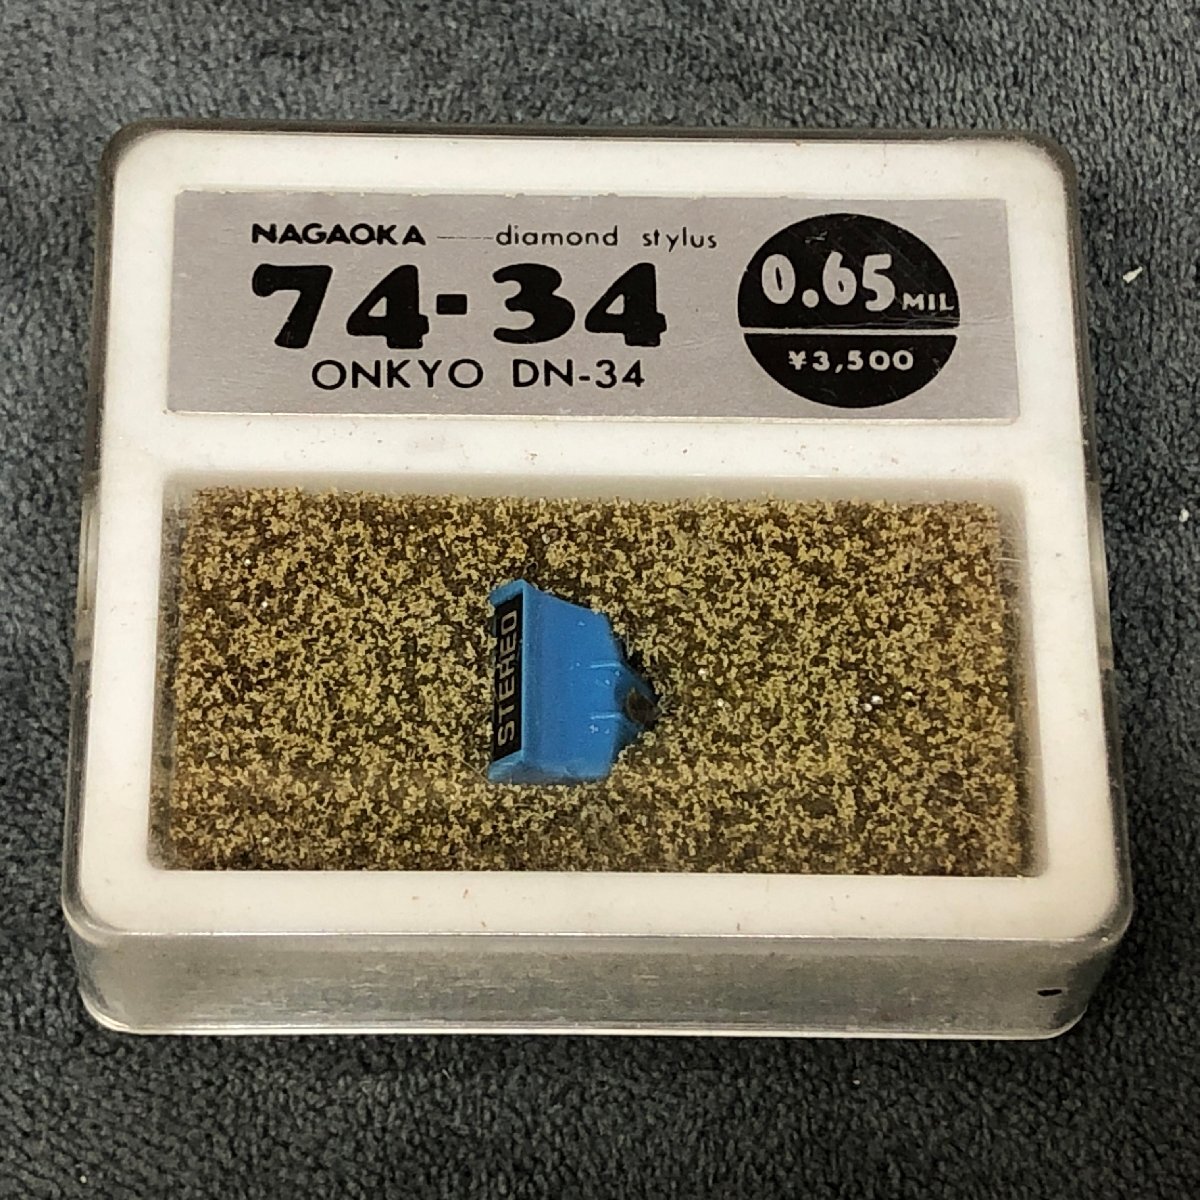 NAGAOKA diamond stylus
74-34
ONKYO DN-34
0.65 MIL
¥3,500
STEREO